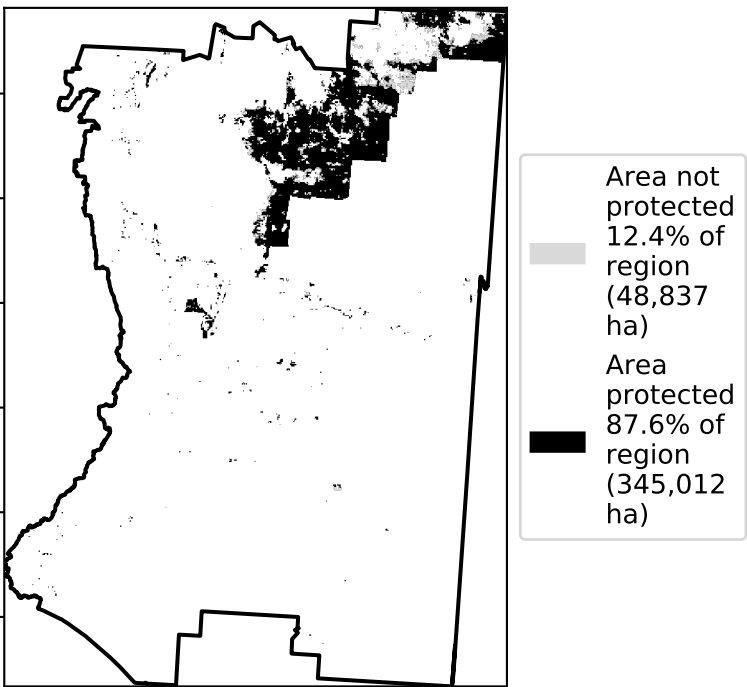 Area not
protected
12.4% of
region
(48,837
ha)
Area
protected
87.6% of
region
(345,012
ha)